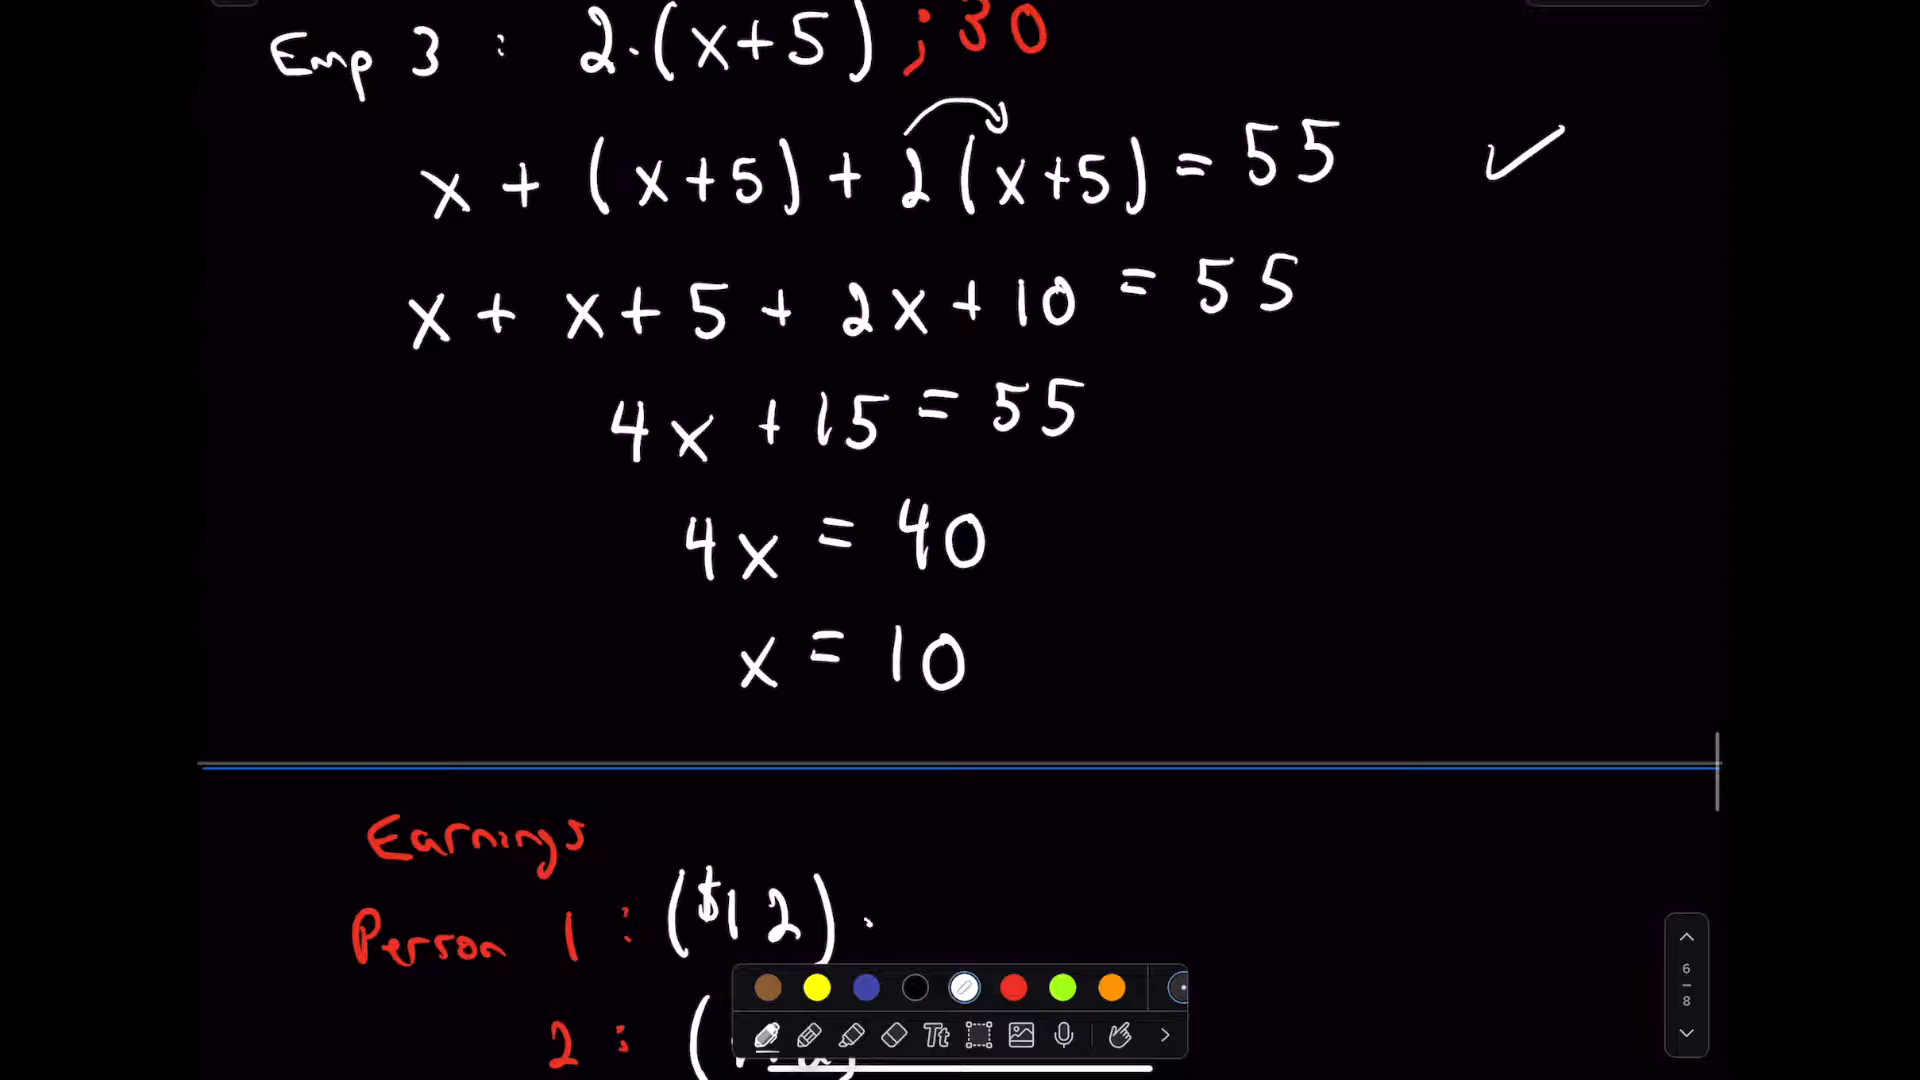 Emp 3 : 2·(x+5) ; 30
x + (x+5) + 2(x+5) = 55
x + x + 5 + 2x + 10 = 55
4x + 15 = 55
4x = 40
x = 10
Earnings
Person 1 : ($12) ·
2 : (
Tt
6
8